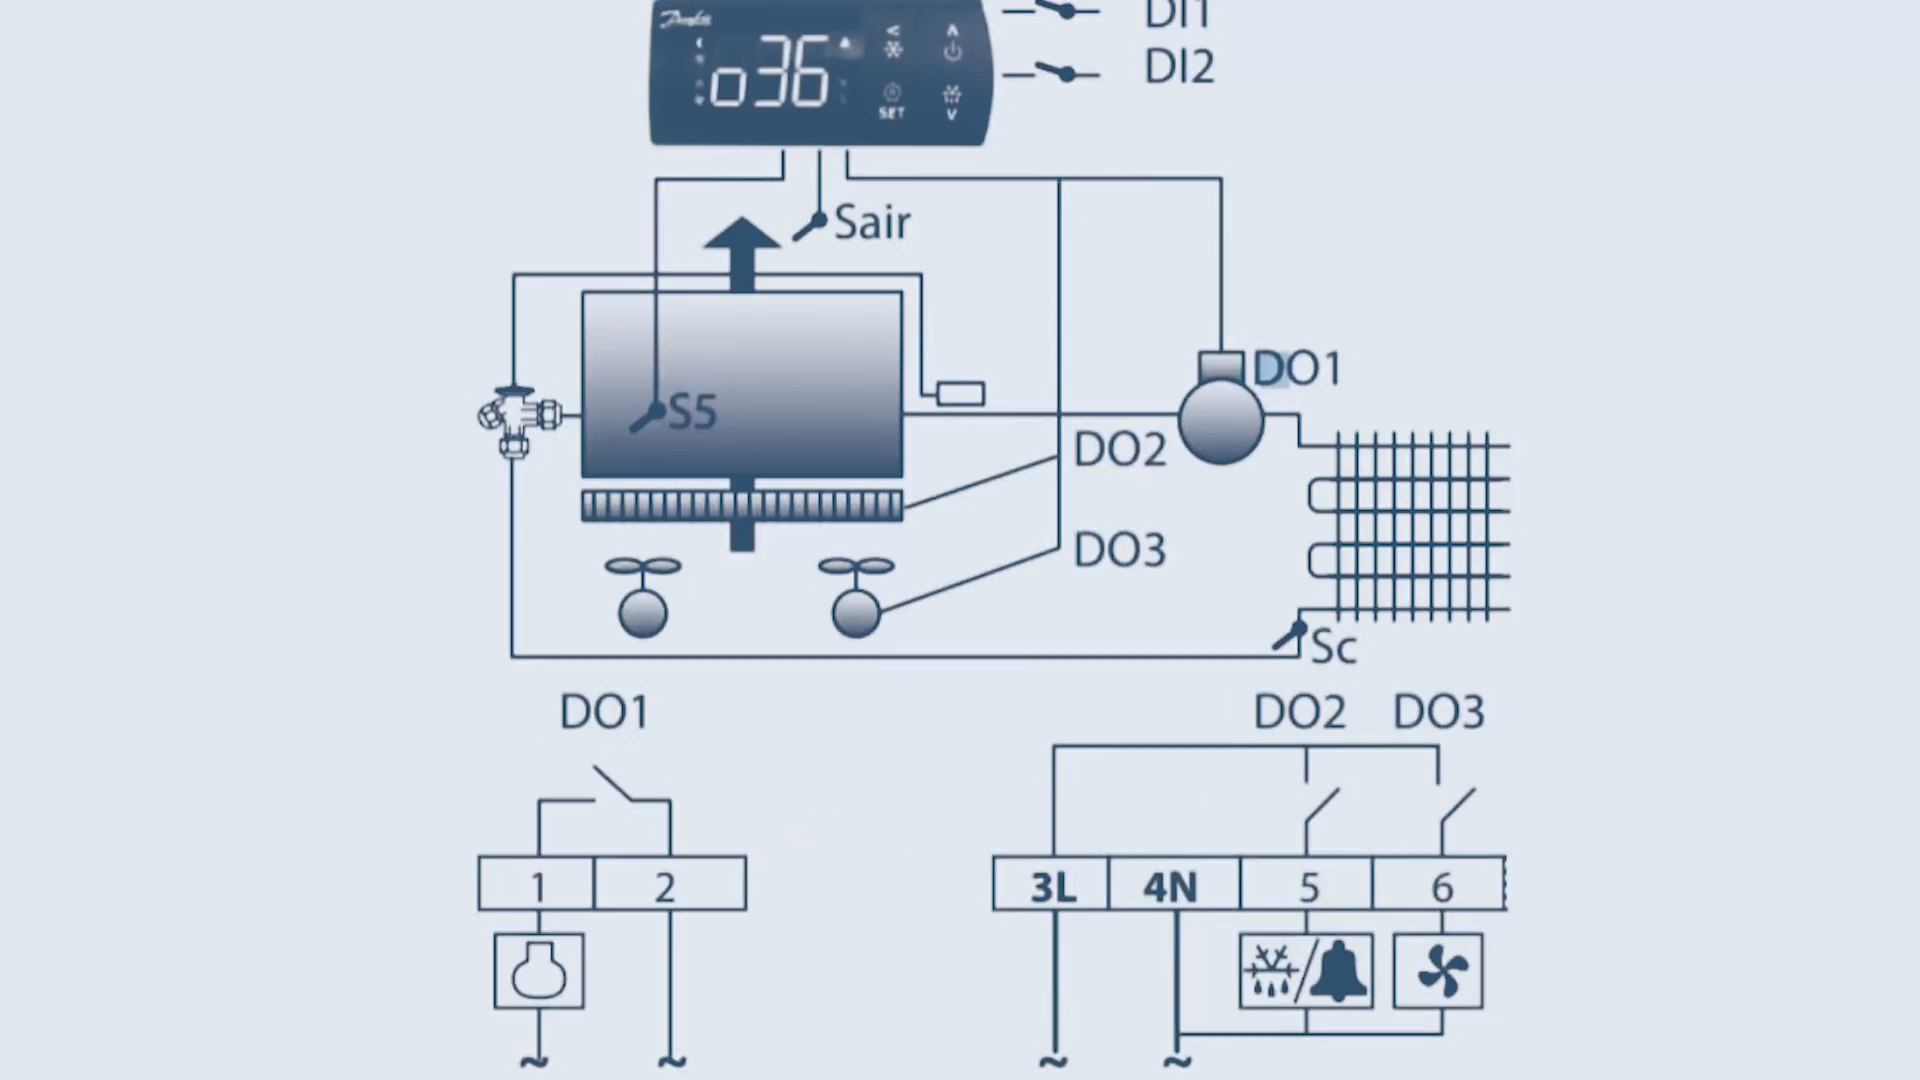 Danfoss
DI1
o36
SET
DI2
Sair
DO1
S5
DO2
DO3
Sc
DO1
DO2 DO3
1 2 3L 4N 5 6
~ ~ ~ ~